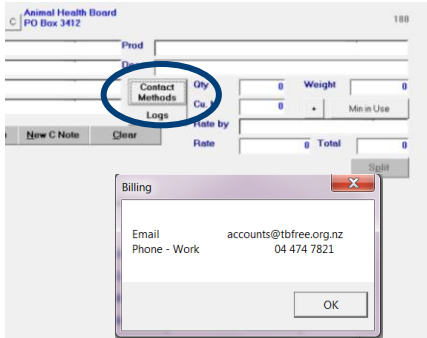 Animal Health Board
C PO Box 3412
188
Prod
Contact Methods
Logs
Qty 0 Weight 0
Cu. 0 + Min in Use
Rate by
Rate 0 Total 0
New C Note Clear
Split
Billing
Email accounts@tbfree.org.nz
Phone - Work 04 474 7821
OK